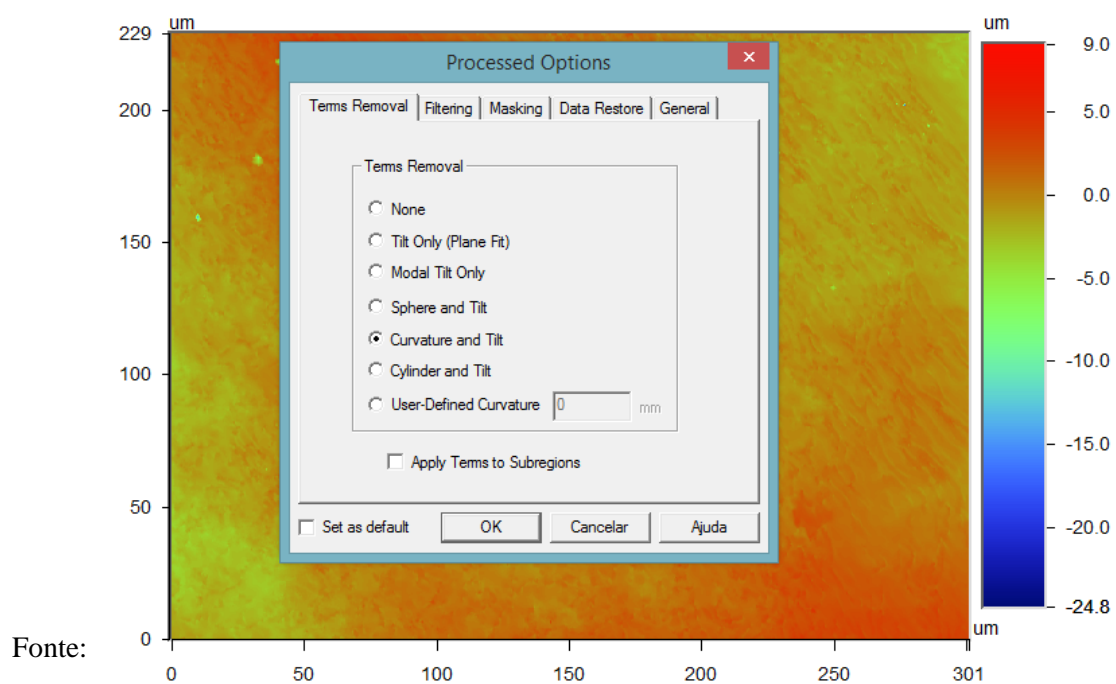 um
um
229
200
150
100
50
0
0 50 100 150 200 250 301
Processed Options
Terms Removal Filtering Masking Data Restore General
Terms Removal
None
Tilt Only (Plane Fit)
Modal Tilt Only
Sphere and Tilt
Curvature and Tilt
Cylinder and Tilt
User-Defined Curvature 0 mm
Apply Terms to Subregions
Set as default OK Cancelar Ajuda
9.0
5.0
0.0
-5.0
-10.0
-15.0
-20.0
-24.8
um
Fonte: